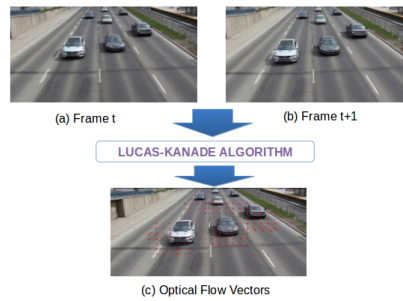 (a) Frame t
(b) Frame t+1
LUCAS-KANADE ALGORITHM
(c) Optical Flow Vectors